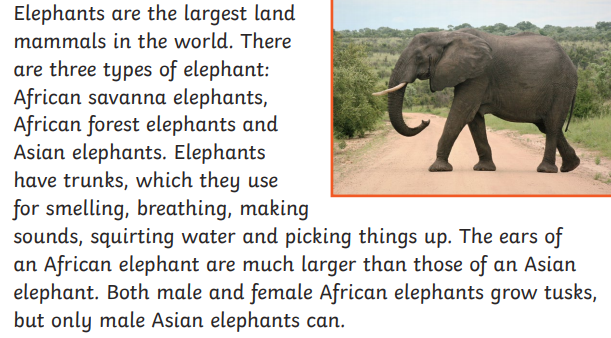 Elephants are the largest land
mammals in the world. There
are three types of elephant:
African savanna elephants,
African forest elephants and
Asian elephants. Elephants
have trunks, which they use
for smelling, breathing, making
sounds, squirting water and picking things up. The ears of
an African elephant are much larger than those of an Asian
elephant. Both male and female African elephants grow tusks,
but only male Asian elephants can.